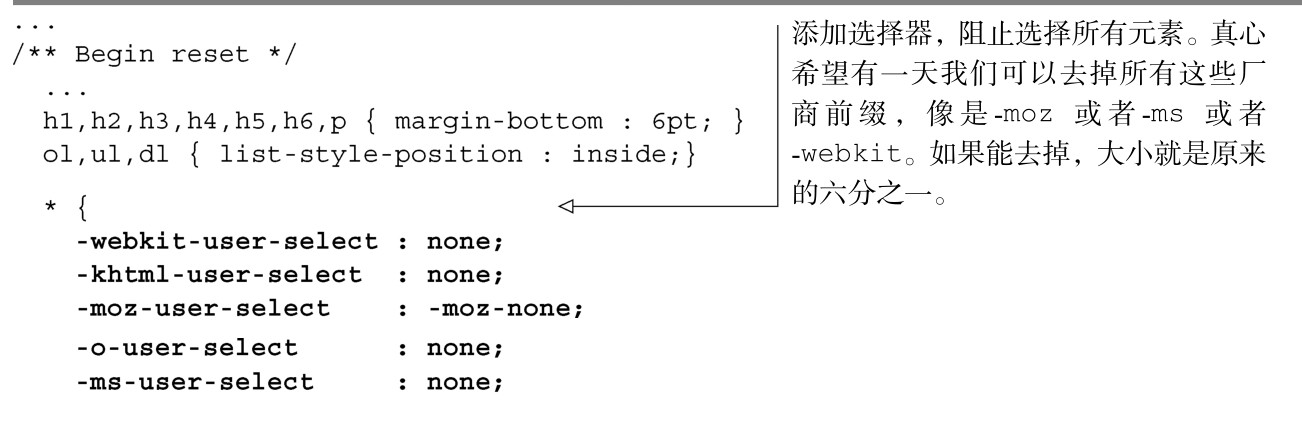 ...
/** Begin reset */
...
h1,h2,h3,h4,h5,h6,p { margin-bottom : 6pt; }
ol,ul,dl { list-style-position : inside;}
* {
-webkit-user-select : none;
-khtml-user-select : none;
-moz-user-select : -moz-none;
-o-user-select : none;
-ms-user-select : none;
添加选择器，阻止选择所有元素。真心
希望有一天我们可以去掉所有这些厂
商前缀，像是-moz 或者-ms 或者
-webkit。如果能去掉，大小就是原来
的六分之一。